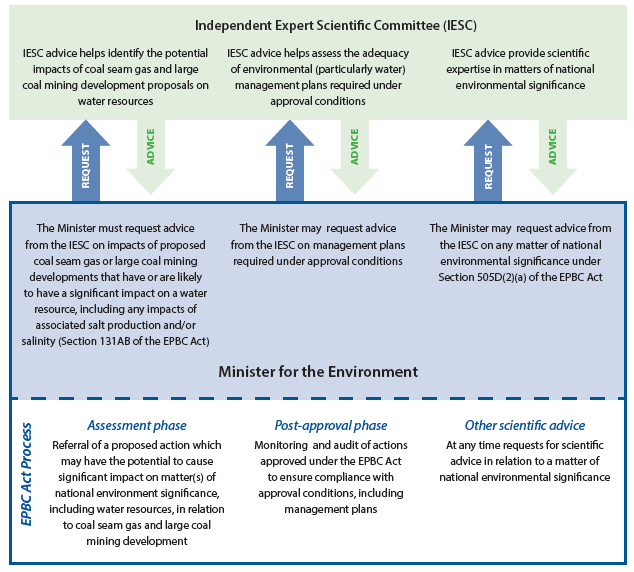 Independent Expert Scientific Committee (IESC)
IESC advice helps identify the potential
impacts of coal seam gas and large
coal mining development proposals on
water resources
IESC advice helps assess the adequacy
of environmental (particularly water)
management plans required under
approval conditions
IESC advice provide scientific
expertise in matters of national
environmental significance
REQUEST
ADVICE
REQUEST
ADVICE
REQUEST
ADVICE
The Minister must request advice
from the IESC on impacts of proposed
coal seam gas or large coal mining
developments that have or are likely
to have a significant impact on a water
resource, including any impacts of
associated salt production and/or
salinity (Section 131AB of the EPBC Act)
The Minister may request advice
from the IESC on management plans
required under approval conditions
The Minister may request advice from
the IESC on any matter of national
environmental significance under
Section 505D(2)(a) of the EPBC Act
Minister for the Environment
EPBC Act Process
Assessment phase
Referral of a proposed action which
may have the potential to cause
significant impact on matter(s) of
national environment significance,
including water resources, in relation
to coal seam gas and large coal
mining development
Post-approval phase
Monitoring and audit of actions
approved under the EPBC Act
to ensure compliance with
approval conditions, including
management plans
Other scientific advice
At any time requests for scientific
advice in relation to a matter of
national environmental significance